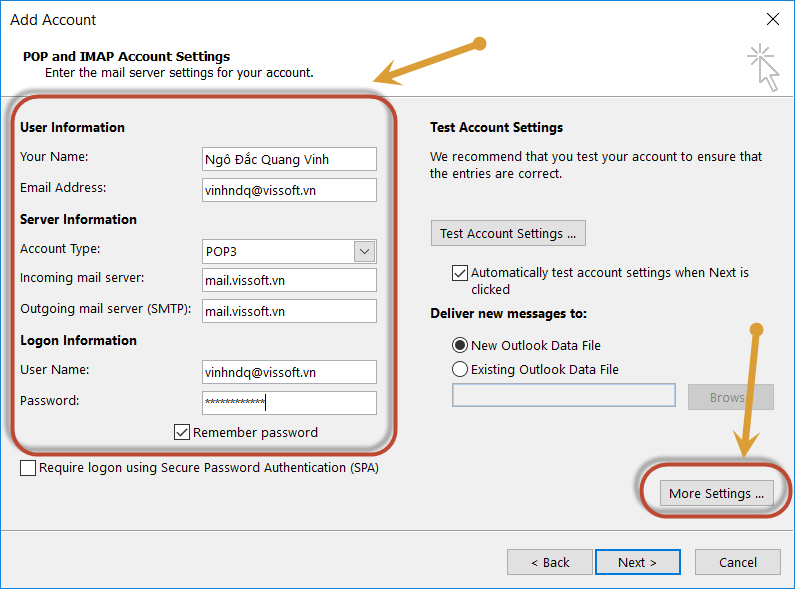 Add Account
POP and IMAP Account Settings
Enter the mail server settings for your account.
User Information
Your Name:
Ngô Đắc Quang Vinh
Email Address:
vinhndq@vissoft.vn
Server Information
Account Type:
POP3
Incoming mail server:
mail.vissoft.vn
Outgoing mail server (SMTP):
mail.vissoft.vn
Logon Information
User Name:
vinhndq@vissoft.vn
Password:
************
Remember password
Require logon using Secure Password Authentication (SPA)
Test Account Settings
We recommend that you test your account to ensure that
the entries are correct.
Test Account Settings ...
Automatically test account settings when Next is
clicked
Deliver new messages to:
New Outlook Data File
Existing Outlook Data File
Brows
More Settings ...
< Back
Next >
Cancel